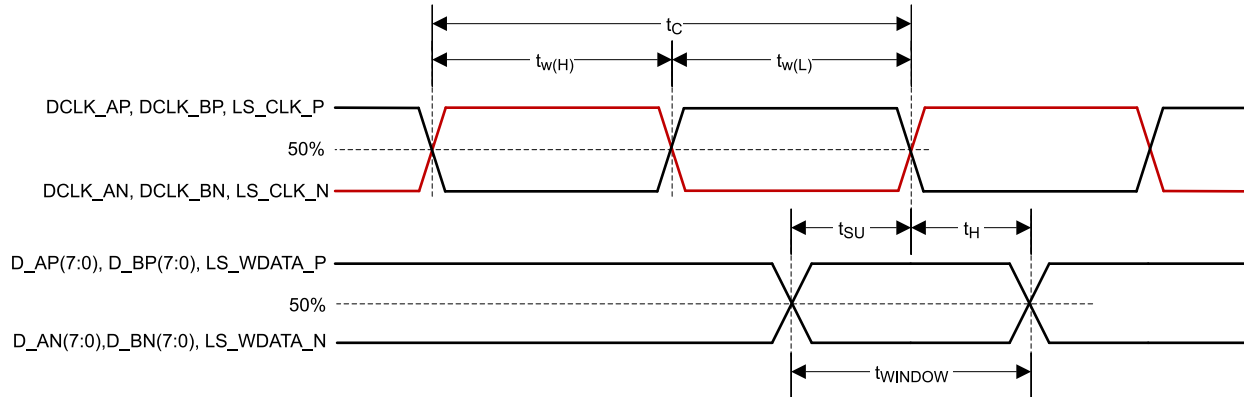 tC
tw(H)
tw(L)
DCLK_AP, DCLK_BP, LS_CLK_P
50%
DCLK_AN, DCLK_BN, LS_CLK_N
tSU
tH
D_AP(7:0), D_BP(7:0), LS_WDATA_P
50%
D_AN(7:0),D_BN(7:0), LS_WDATA_N
tWINDOW